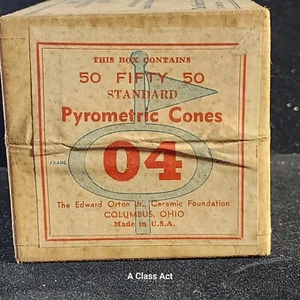 THIS BOX CONTAINS
50 FIFTY 50
STANDARD
Pyrometric Cones
TRADE
04
The Edward Orton Jr., Ceramic Foundation
COLUMBUS, OHIO
Made in U.S.A.
A Class Act